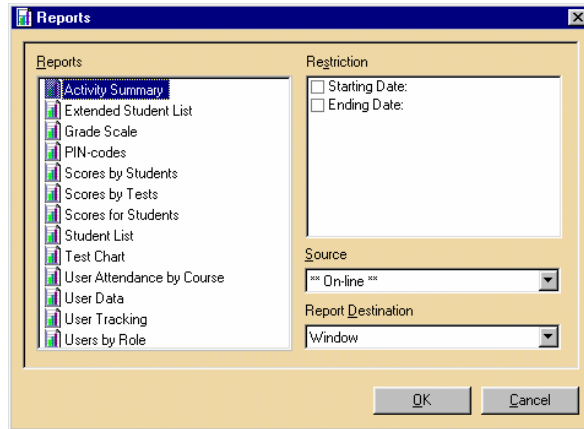 Reports
Reports
Activity Summary
Extended Student List
Grade Scale
PIN-codes
Scores by Students
Scores by Tests
Scores for Students
Student List
Test Chart
User Attendance by Course
User Data
User Tracking
Users by Role
Restriction
Starting Date:
Ending Date:
Source
** On-line **
Report Destination
Window
OK
Cancel